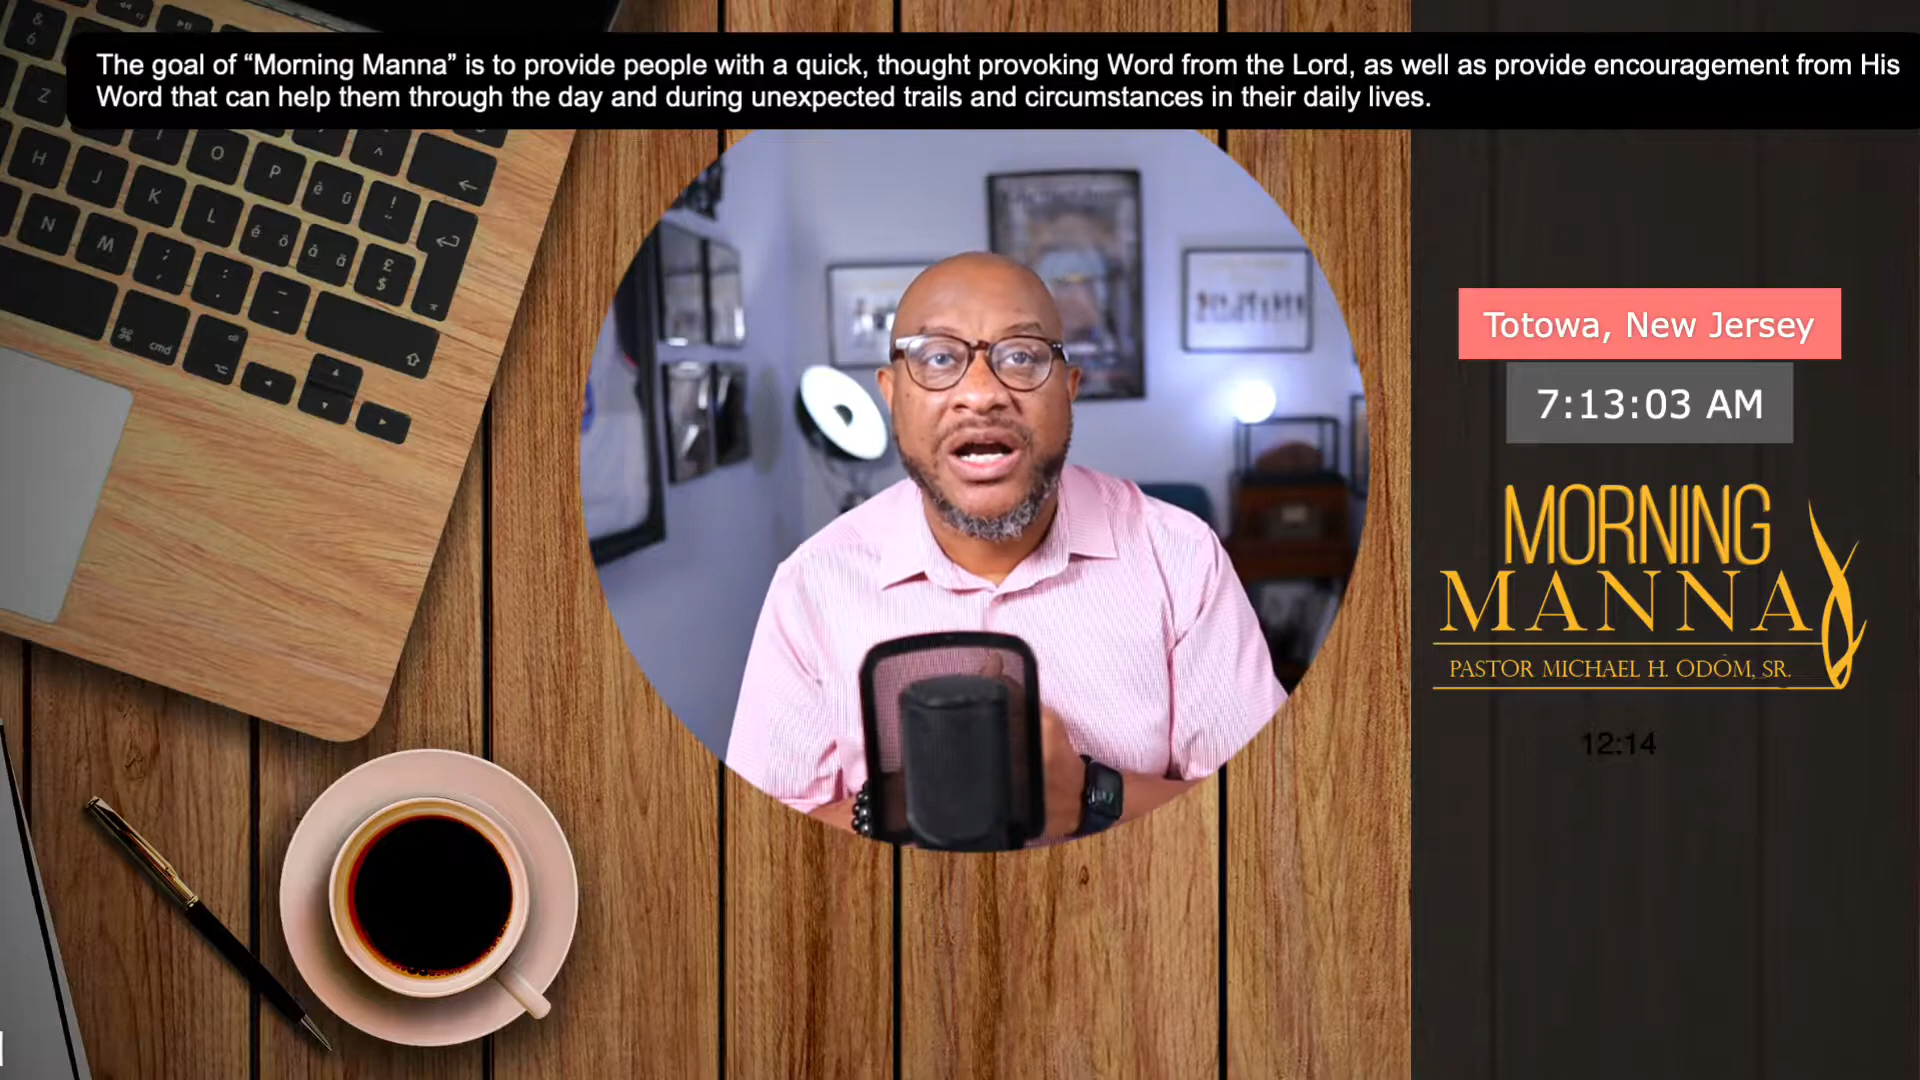 The goal of “Morning Manna” is to provide people with a quick, thought provoking Word from the Lord, as well as provide encouragement from His
Word that can help them through the day and during unexpected trails and circumstances in their daily lives.
Totowa, New Jersey
7:13:03 AM
MORNING
MANNA
PASTOR MICHAEL H. ODOM, SR.
12:14
&
6
Z
O
P
è ü
^
!
H
J
K
L
é ö
à ä
£
$
N
M
;
,
:
.
_
-
⌘ cmd